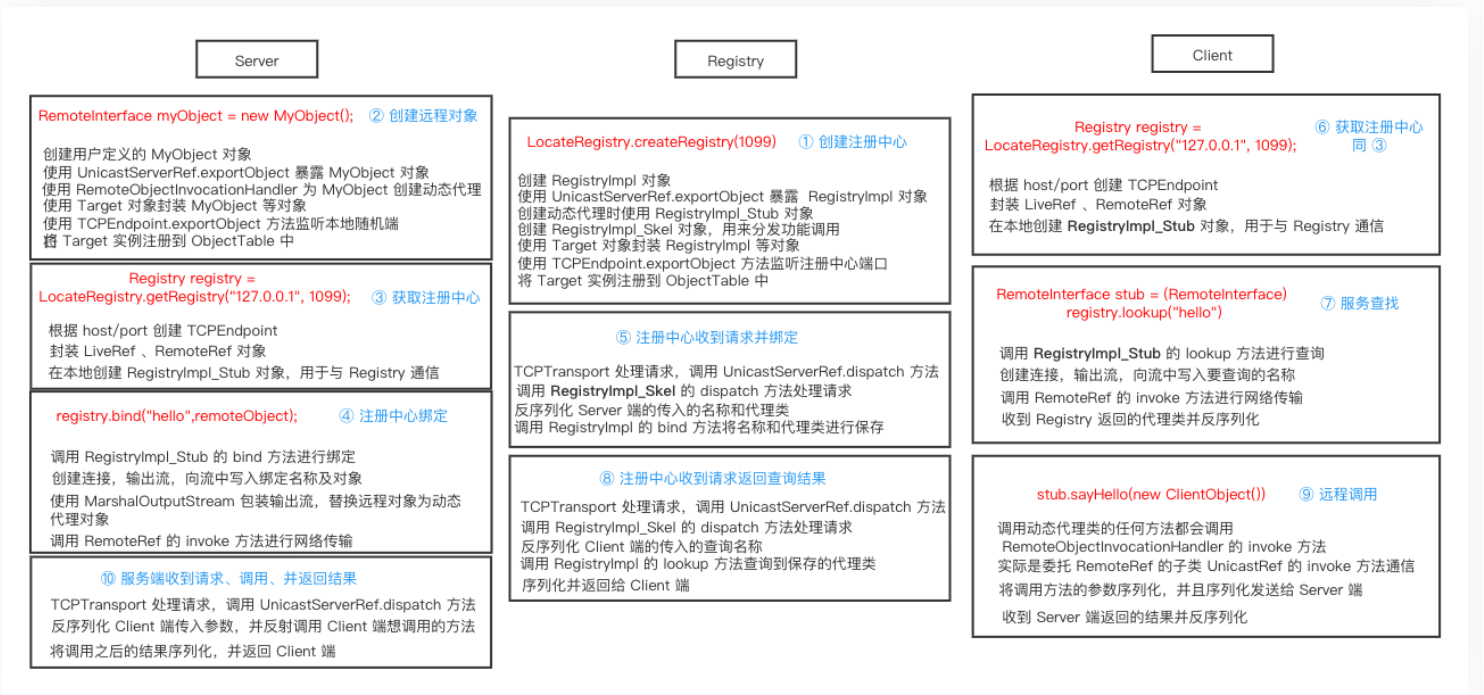 Server
RemoteInterface myObject = new MyObject(); ② 创建远程对象
创建用户定义的 MyObject 对象
使用 UnicastServerRef.exportObject 暴露 MyObject 对象
使用 RemoteObjectInvocationHandler 为 MyObject 创建动态代理
使用 Target 对象封装 MyObject 等对象
使用 TCPEndpoint.exportObject 方法监听本地随机端
将 Target 实例注册到 ObjectTable 中
Registry registry =
LocateRegistry.getRegistry("127.0.0.1", 1099); ③ 获取注册中心
根据 host/port 创建 TCPEndpoint
封装 LiveRef 、RemoteRef 对象
在本地创建 RegistryImpl_Stub 对象，用于与 Registry 通信
registry.bind("hello",remoteObject); ④ 注册中心绑定
调用 RegistryImpl_Stub 的 bind 方法进行绑定
创建连接，输出流，向流中写入绑定名称及对象
使用 MarshalOutputStream 包装输出流，替换远程对象为动态
代理对象
调用 RemoteRef 的 invoke 方法进行网络传输
⑩ 服务端收到请求、调用、并返回结果
TCPTransport 处理请求，调用 UnicastServerRef.dispatch 方法
反序列化 Client 端传入参数，并反射调用 Client 端想调用的方法
将调用之后的结果序列化，并返回 Client 端
Registry
LocateRegistry.createRegistry(1099) ① 创建注册中心
创建 RegistryImpl 对象
使用 UnicastServerRef.exportObject 暴露 RegistryImpl 对象
创建动态代理时使用 RegistryImpl_Stub 对象
创建 RegistryImpl_Skel 对象，用来分发功能调用
使用 Target 对象封装 RegistryImpl 等对象
使用 TCPEndpoint.exportObject 方法监听注册中心端口
将 Target 实例注册到 ObjectTable 中
⑤ 注册中心收到请求并绑定
TCPTransport 处理请求，调用 UnicastServerRef.dispatch 方法
调用 RegistryImpl_Skel 的 dispatch 方法处理请求
反序列化 Server 端的传入的名称和代理类
调用 RegistryImpl 的 bind 方法将名称和代理类进行保存
⑧ 注册中心收到请求返回查询结果
TCPTransport 处理请求，调用 UnicastServerRef.dispatch 方法
调用 RegistryImpl_Skel 的 dispatch 方法处理请求
反序列化 Client 端的传入的查询名称
调用 RegistryImpl 的 lookup 方法查询到保存的代理类
序列化并返回给 Client 端
Client
Registry registry = ⑥ 获取注册中心
LocateRegistry.getRegistry("127.0.0.1", 1099); 同 ③
根据 host/port 创建 TCPEndpoint
封装 LiveRef 、RemoteRef 对象
在本地创建 RegistryImpl_Stub 对象，用于与 Registry 通信
RemoteInterface stub = (RemoteInterface)
registry.lookup("hello") ⑦ 服务查找
调用 RegistryImpl_Stub 的 lookup 方法进行查询
创建连接，输出流，向流中写入要查询的名称
调用 RemoteRef 的 invoke 方法进行网络传输
收到 Registry 返回的代理类并反序列化
stub.sayHello(new ClientObject()) ⑨ 远程调用
调用动态代理类的任何方法都会调用
RemoteObjectInvocationHandler 的 invoke 方法
实际是委托 RemoteRef 的子类 UnicastRef 的 invoke 方法通信
将调用方法的参数序列化，并且序列化发送给 Server 端
收到 Server 端返回的结果并反序列化